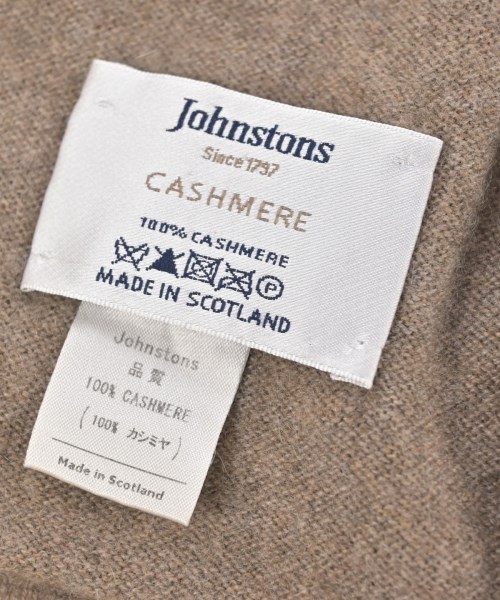 Johnstons
Since 1797
CASHMERE
100% CASHMERE
P
MADE IN SCOTLAND
Johnstons
品質
100% CASHMERE
(100% カシミヤ)
Made in Scotland